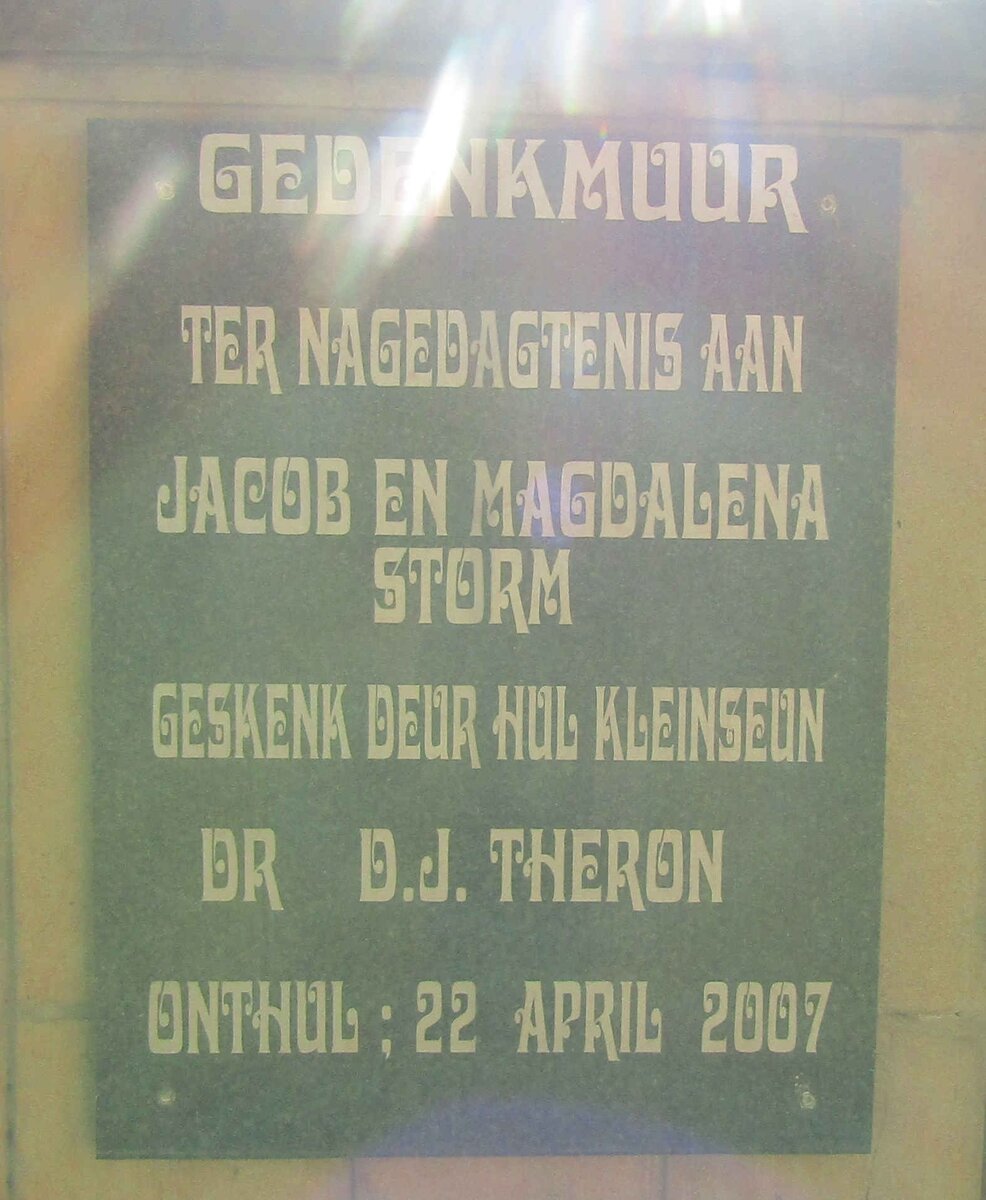 GEDENKMUUR
TER NAGEDAGTENIS AAN
JACOB EN MAGDALENA
STORM
GESKENK DEUR HUL KLEINSEUN
DR D.J. THERON
ONTHUL ; 22 APRIL 2007